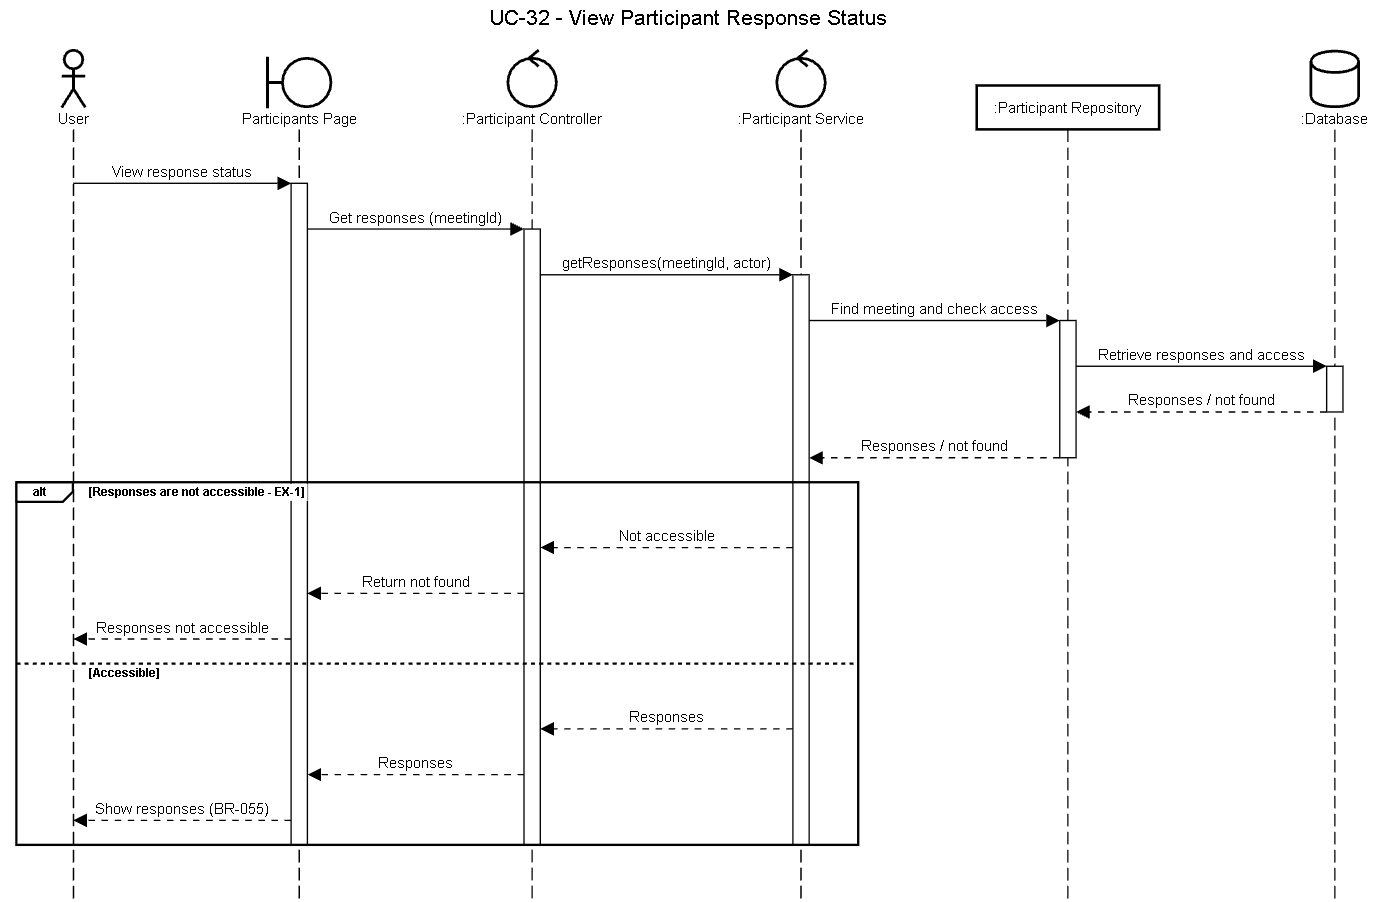 UC-32 - View Participant Response Status
User
Participants Page
:Participant Controller
:Participant Service
:Participant Repository
:Database
View response status
Get responses (meetingId)
getResponses(meetingId, actor)
Find meeting and check access
Retrieve responses and access
Responses / not found
Responses / not found
alt
[Responses are not accessible - EX-1]
Not accessible
Return not found
Responses not accessible
[Accessible]
Responses
Responses
Show responses (BR-055)